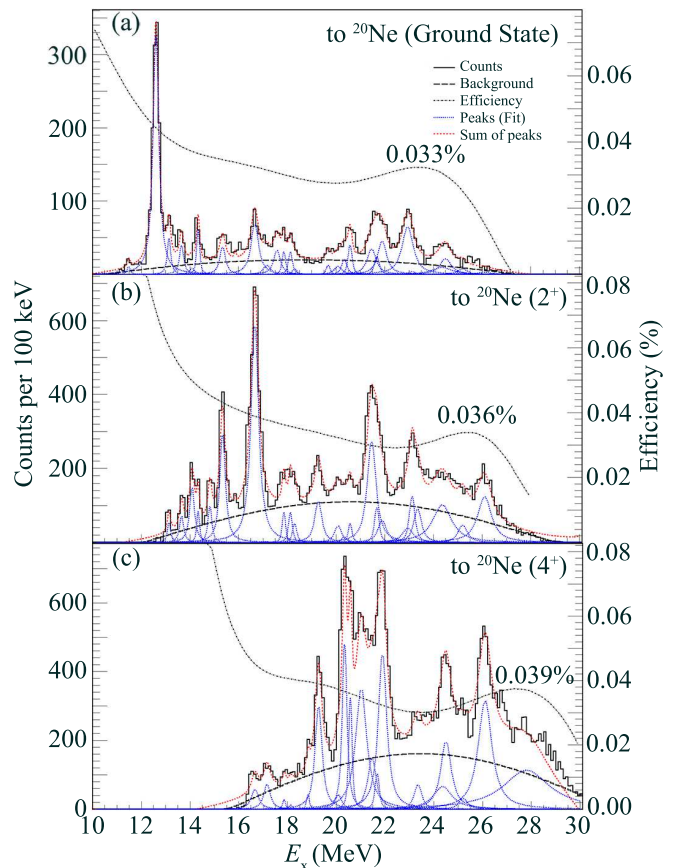 (a)
to ²⁰Ne (Ground State)
Counts
Background
Efficiency
Peaks (Fit)
Sum of peaks
0.033%
300
200
100
0.06
0.04
0.02
(b)
to ²⁰Ne (2⁺)
0.036%
600
400
200
0.08
0.06
0.04
0.02
Counts per 100 keV
Efficiency (%)
(c)
to ²⁰Ne (4⁺)
0.039%
600
400
200
0
0.08
0.06
0.04
0.02
0.00
10 12 14 16 18 20 22 24 26 28 30
Eₓ (MeV)